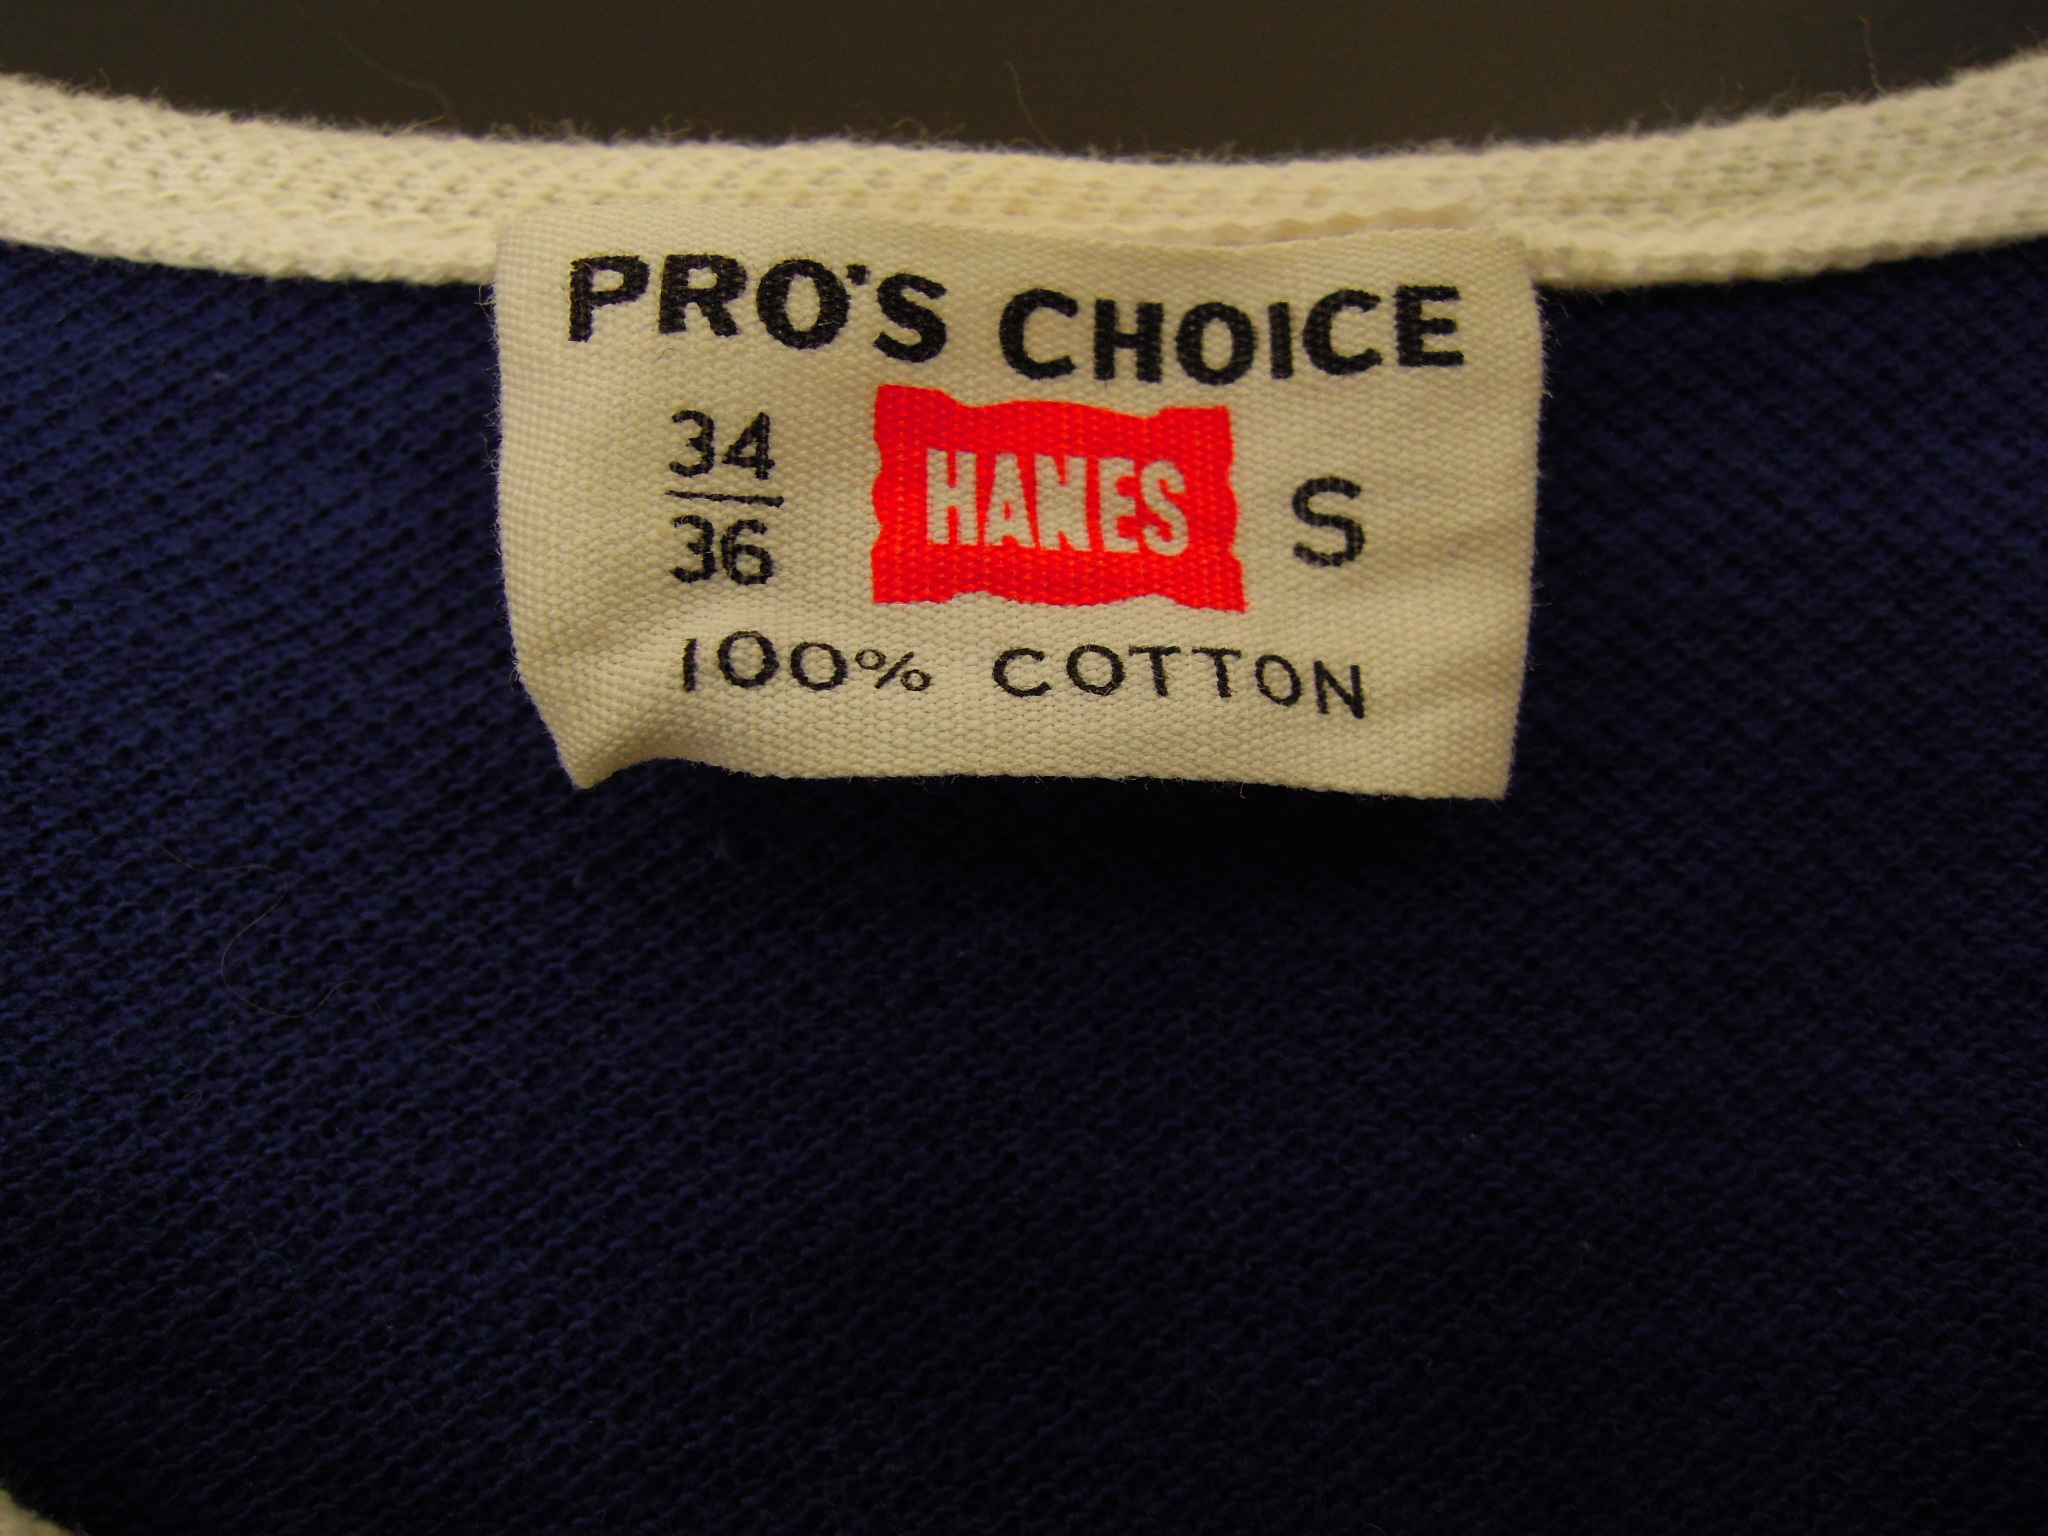 PRO'S CHOICE
34
36
HANES
S
100% COTTON